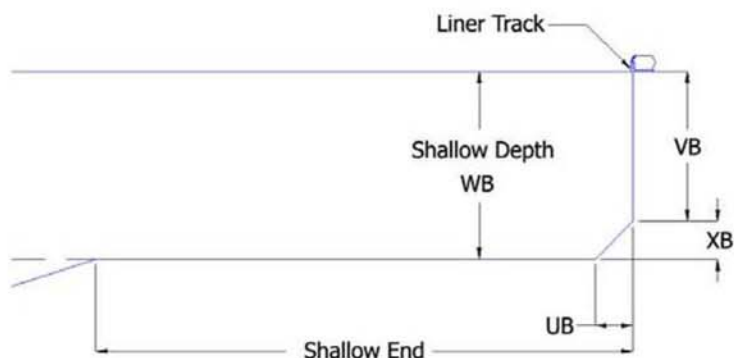 Liner Track
Shallow Depth
WB
VB
XB
UB
Shallow End